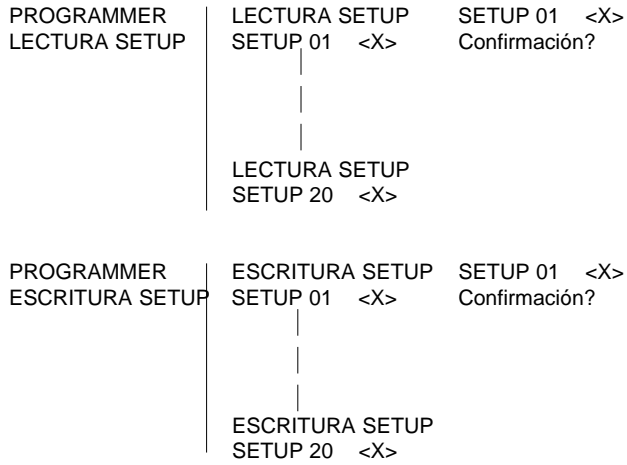 PROGRAMMER LECTURA SETUP SETUP 01 <X>
LECTURA SETUP SETUP 01 <X> Confirmación?
LECTURA SETUP
SETUP 20 <X>
PROGRAMMER ESCRITURA SETUP SETUP 01 <X>
ESCRITURA SETUP SETUP 01 <X> Confirmación?
ESCRITURA SETUP
SETUP 20 <X>